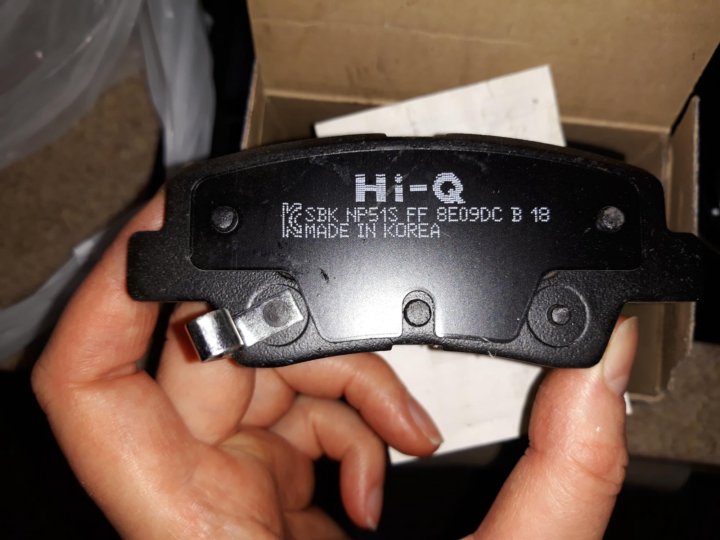 Hi-Q
SBK NP51S FF 8E09DC B 18
MADE IN KOREA